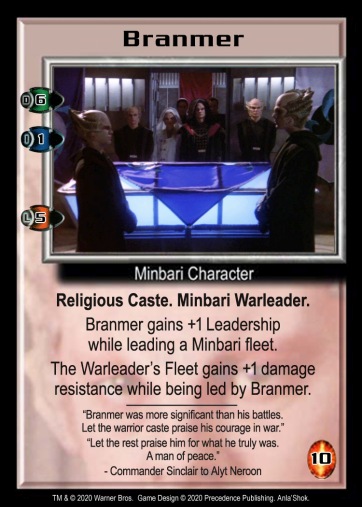 Branmer
D 6
I 1
L 5
Minbari Character
Religious Caste. Minbari Warleader.
Branmer gains +1 Leadership
while leading a Minbari fleet.
The Warleader's Fleet gains +1 damage
resistance while being led by Branmer.
"Branmer was more significant than his battles.
Let the warrior caste praise his courage in war."
"Let the rest praise him for what he truly was.
A man of peace."
- Commander Sinclair to Alyt Neroon
10
TM & © 2020 Warner Bros. Game Design © 2020 Precedence Publishing. Anla'Shok.